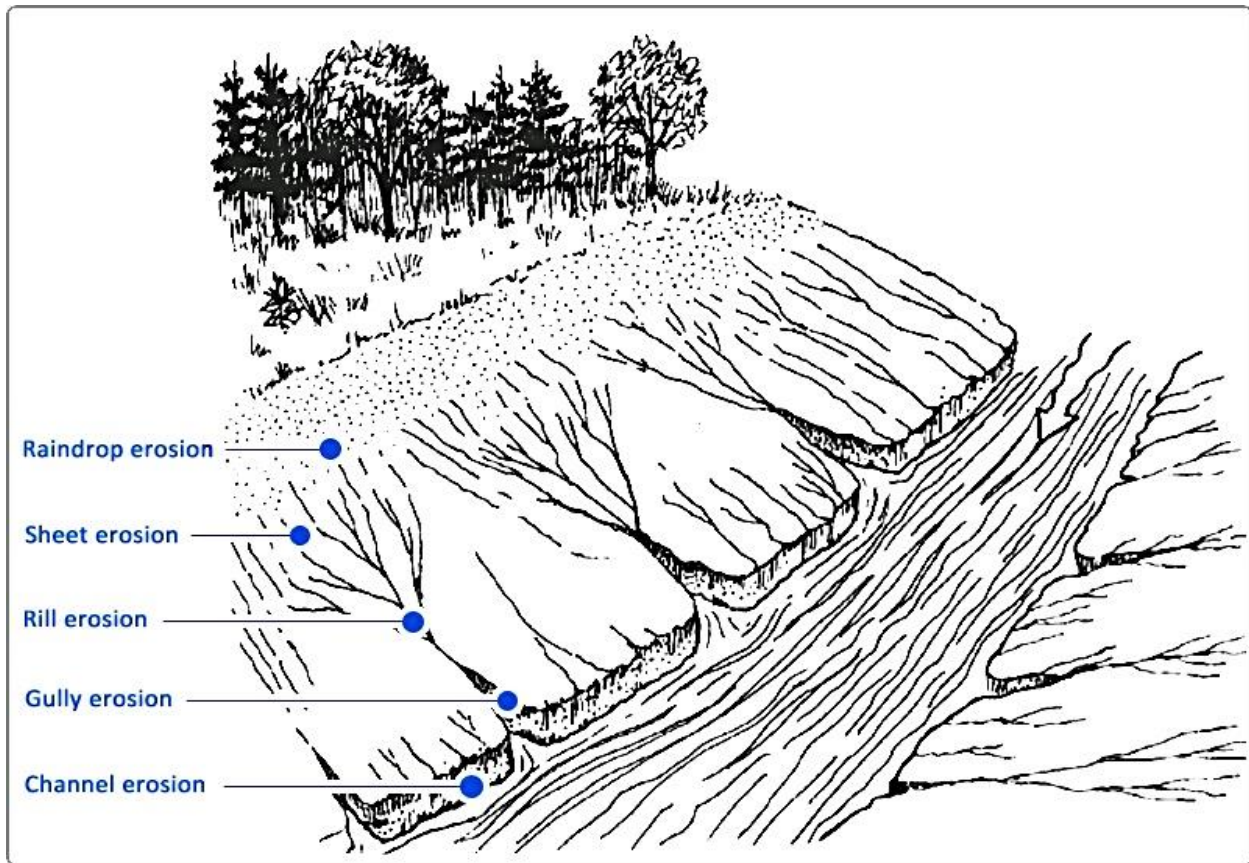 Raindrop erosion
Sheet erosion
Rill erosion
Gully erosion
Channel erosion